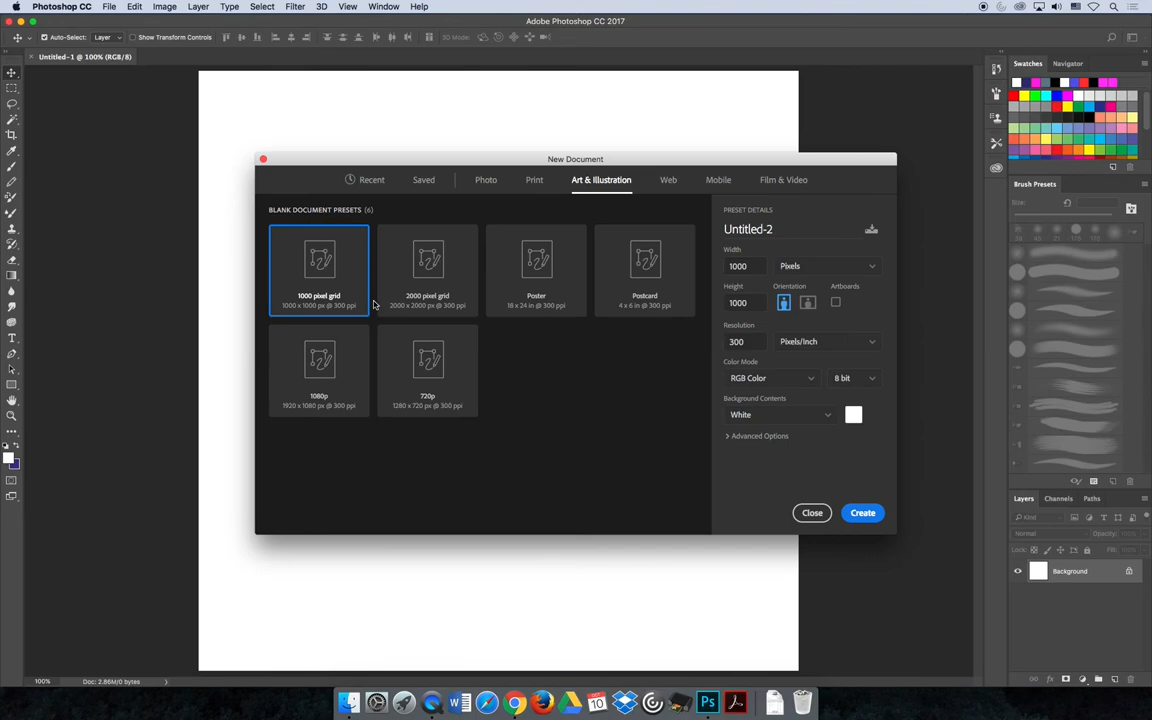 Photoshop CC File Edit Image Layer Type Select Filter 3D View Window Help
Adobe Photoshop CC 2017
Auto-Select: Layer Show Transform Controls 3D Mode:
Untitled-1 @ 100% (RGB/8)
Swatches Navigator
New Document
Recent Saved Photo Print Art & Illustration Web Mobile Film & Video
Brush Presets
Size:
BLANK DOCUMENT PRESETS (6)
1000 pixel grid
1000 x 1000 px @ 300 ppi
2000 pixel grid
2000 x 2000 px @ 300 ppi
Poster
18 x 24 in @ 300 ppi
Postcard
4 x 6 in @ 300 ppi
1080p
1920 x 1080 px @ 300 ppi
720p
1280 x 720 px @ 300 ppi
PRESET DETAILS
Untitled-2
Width
1000 Pixels
Height Orientation Artboards
1000
Resolution
300 Pixels/Inch
Color Mode
RGB Color 8 bit
Background Contents
White
Advanced Options
Close Create
Layers Channels Paths
Kind
Normal Opacity: 100%
Lock: Fill: 100%
Background
100% Doc: 2.86M/0 bytes
W
10
Ps